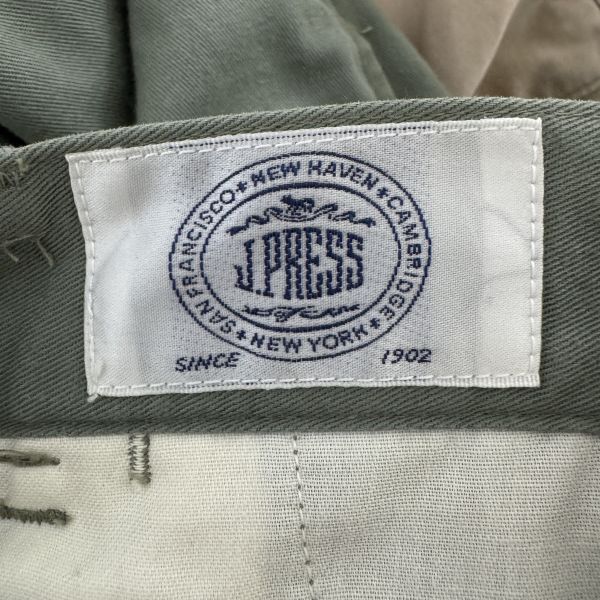 ★ NEW HAVEN ★ CAMBRIDGE ★ NEW YORK ★ SAN FRANCISCO
J.PRESS
SINCE 1902